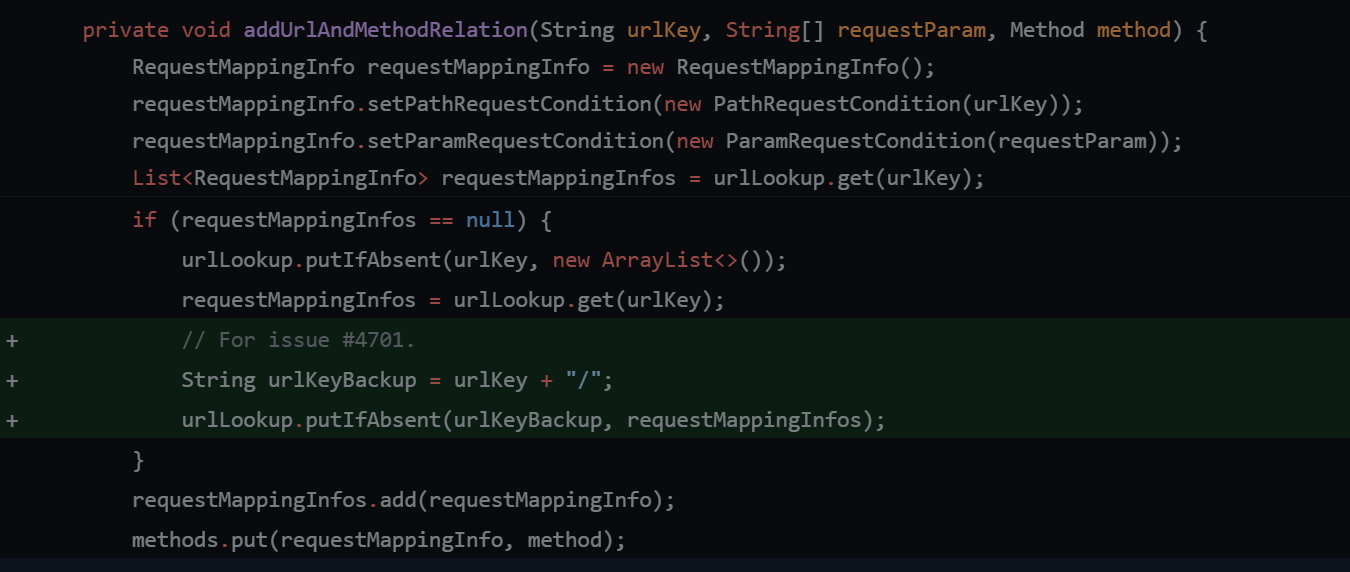 private void addUrlAndMethodRelation(String urlKey, String[] requestParam, Method method) {
RequestMappingInfo requestMappingInfo = new RequestMappingInfo();
requestMappingInfo.setPathRequestCondition(new PathRequestCondition(urlKey));
requestMappingInfo.setParamRequestCondition(new ParamRequestCondition(requestParam));
List<RequestMappingInfo> requestMappingInfos = urlLookup.get(urlKey);
if (requestMappingInfos == null) {
urlLookup.putIfAbsent(urlKey, new ArrayList<>());
requestMappingInfos = urlLookup.get(urlKey);
+ // For issue #4701.
+ String urlKeyBackup = urlKey + "/";
+ urlLookup.putIfAbsent(urlKeyBackup, requestMappingInfos);
}
requestMappingInfos.add(requestMappingInfo);
methods.put(requestMappingInfo, method);